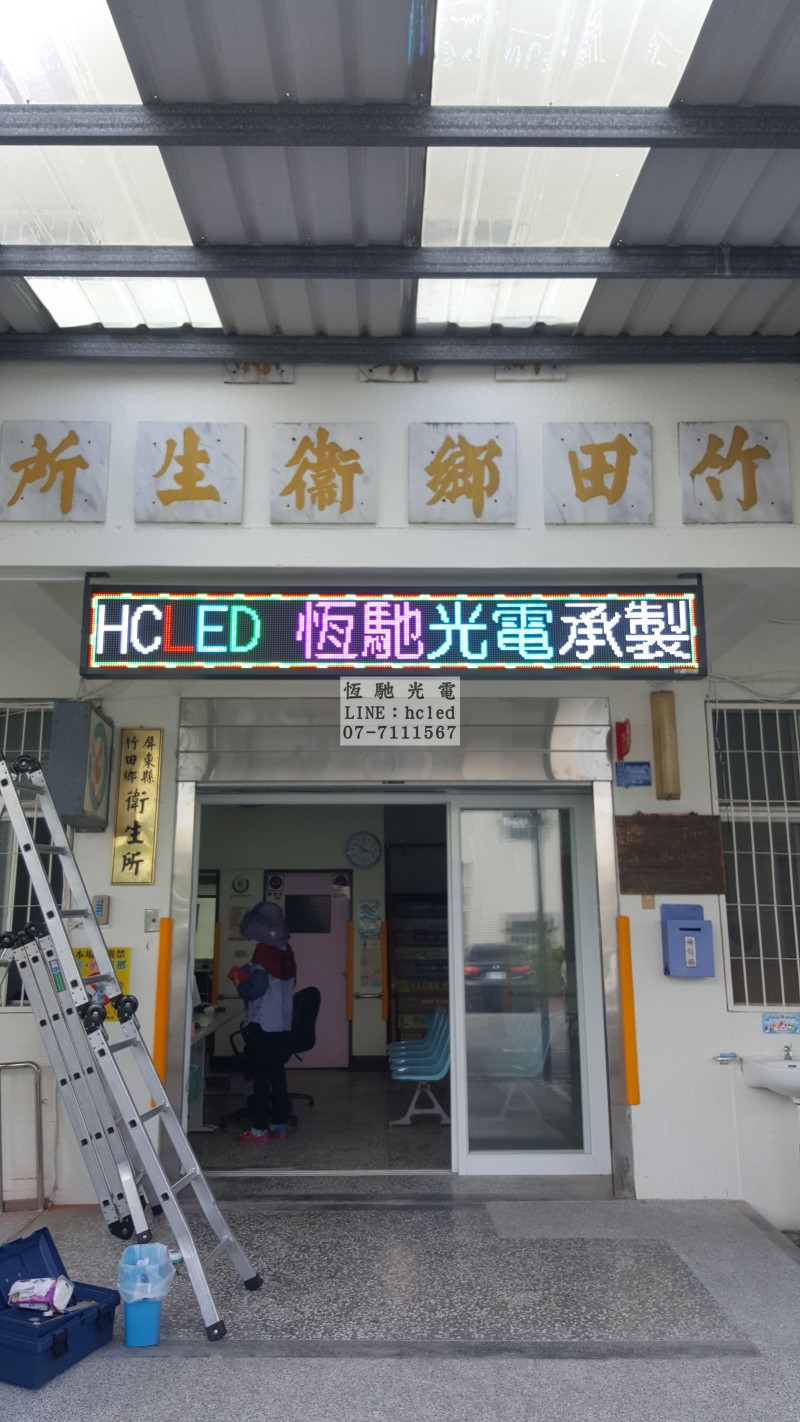 竹田鄉衞生所
HCLED 恆馳光電承製
恆馳光電
LINE：hcled
07-7111567
屏東縣
竹田鄉
衛生所